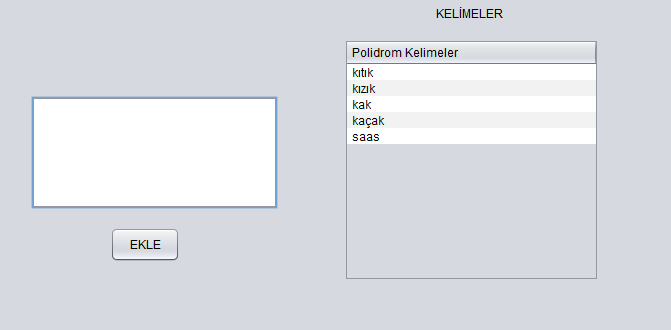 KELİMELER
Polidrom Kelimeler
kıtık
kızık
kak
kaçak
saas
EKLE